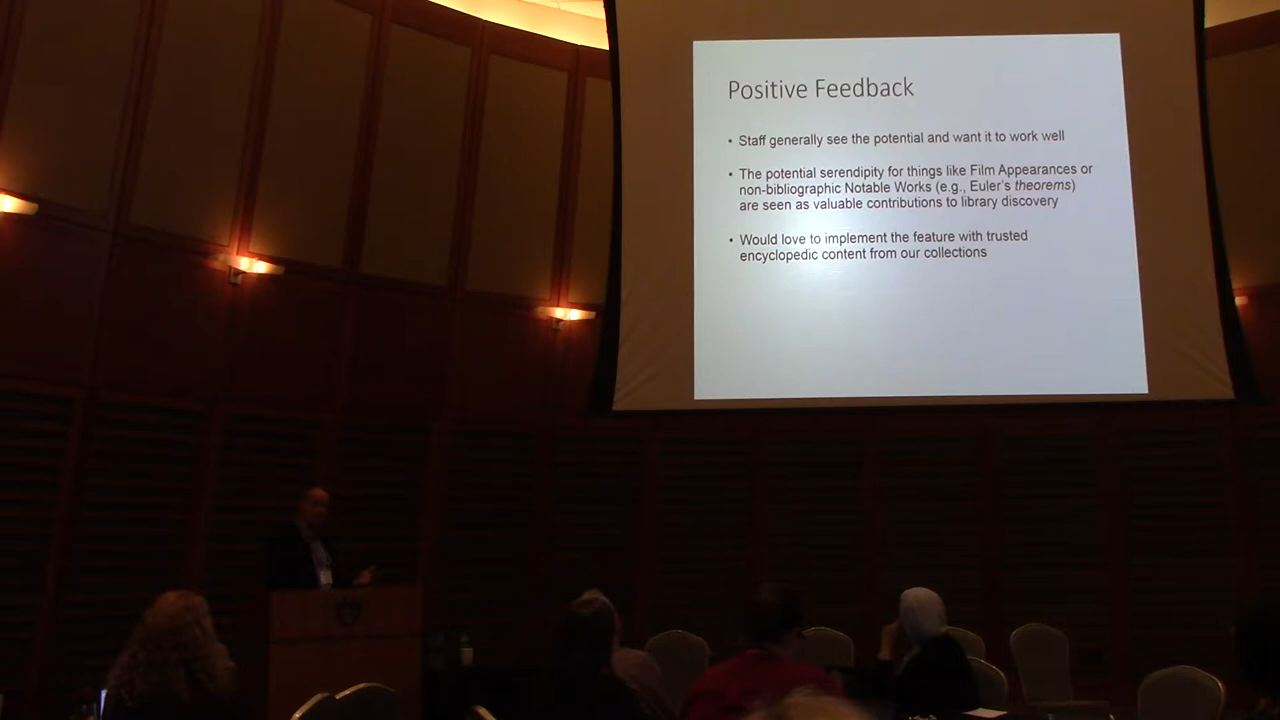 Positive Feedback
• Staff generally see the potential and want it to work well
• The potential serendipity for things like Film Appearances or
non-bibliographic Notable Works (e.g., Euler's theorems)
are seen as valuable contributions to library discovery
• Would love to implement the feature with trusted
encyclopedic content from our collections